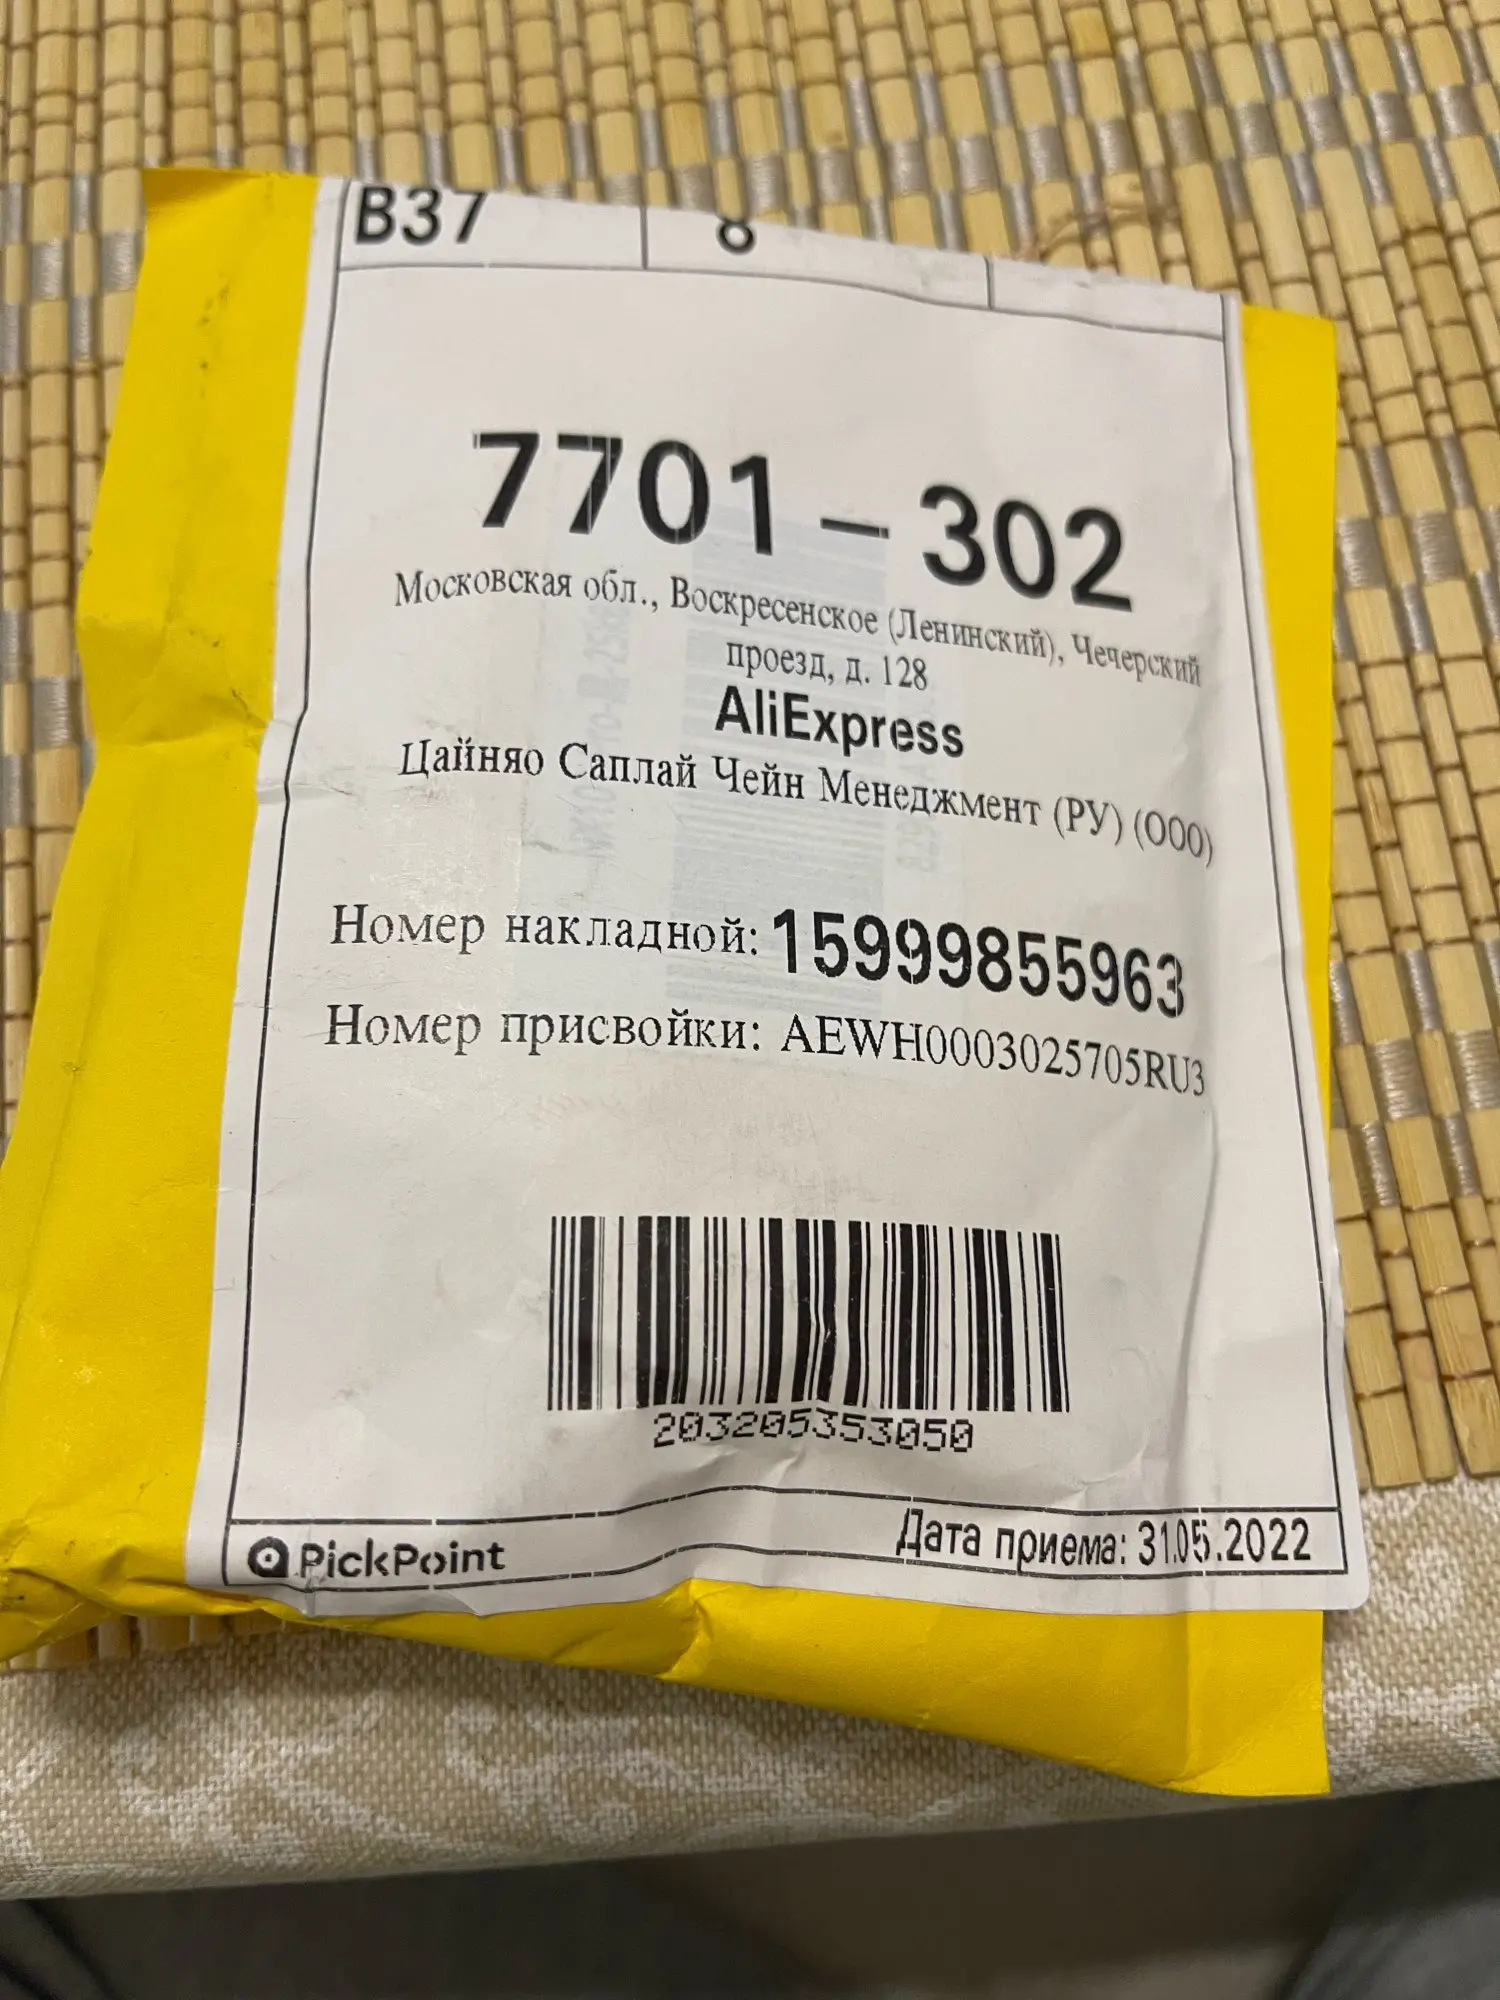 B37 8
7701-302
Московская обл., Воскресенское (Ленинский), Чечерский
проезд, д. 128
AliExpress
Цайняо Саплай Чейн Менеджмент (РУ) (ООО)
Номер накладной: 15999855963
Номер присвойки: AEWH0003025705RU3
203205353050
PickPoint
Дата приема: 31.05.2022